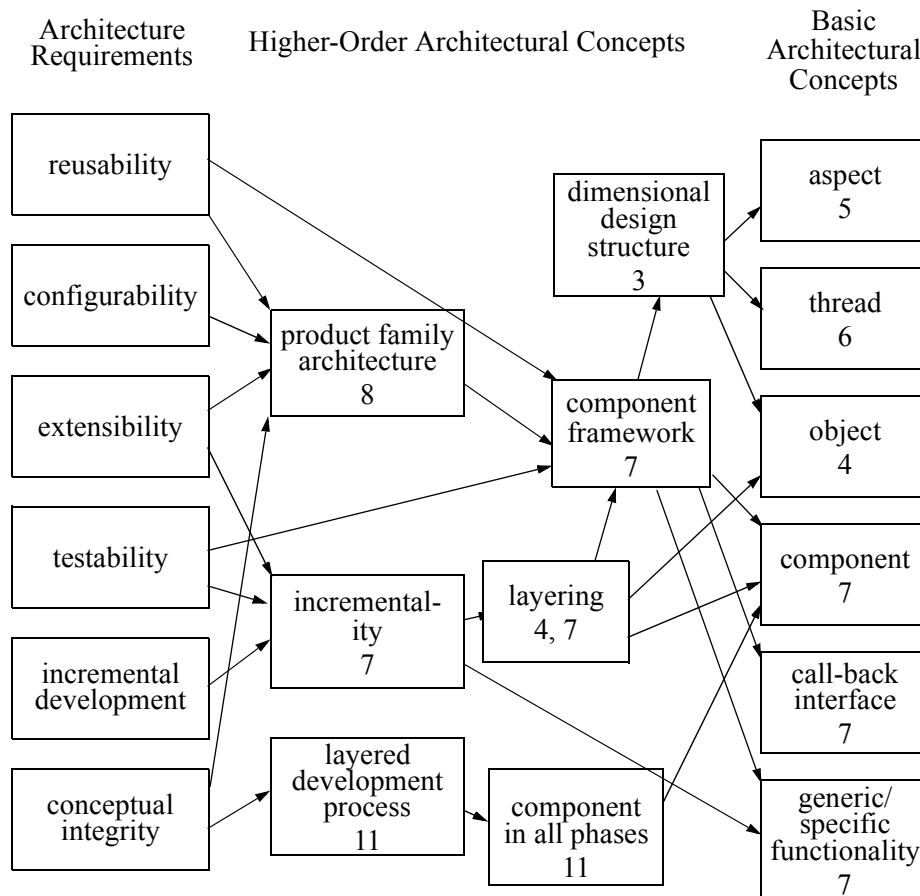 Architecture
Requirements
Higher-Order Architectural Concepts
Basic
Architectural
Concepts
reusability
configurability
extensibility
testability
incremental
development
conceptual
integrity
product family
architecture
8
incremental-
ity
7
layered
development
process
11
layering
4, 7
component
in all phases
11
dimensional
design
structure
3
component
framework
7
aspect
5
thread
6
object
4
component
7
call-back
interface
7
generic/
specific
functionality
7